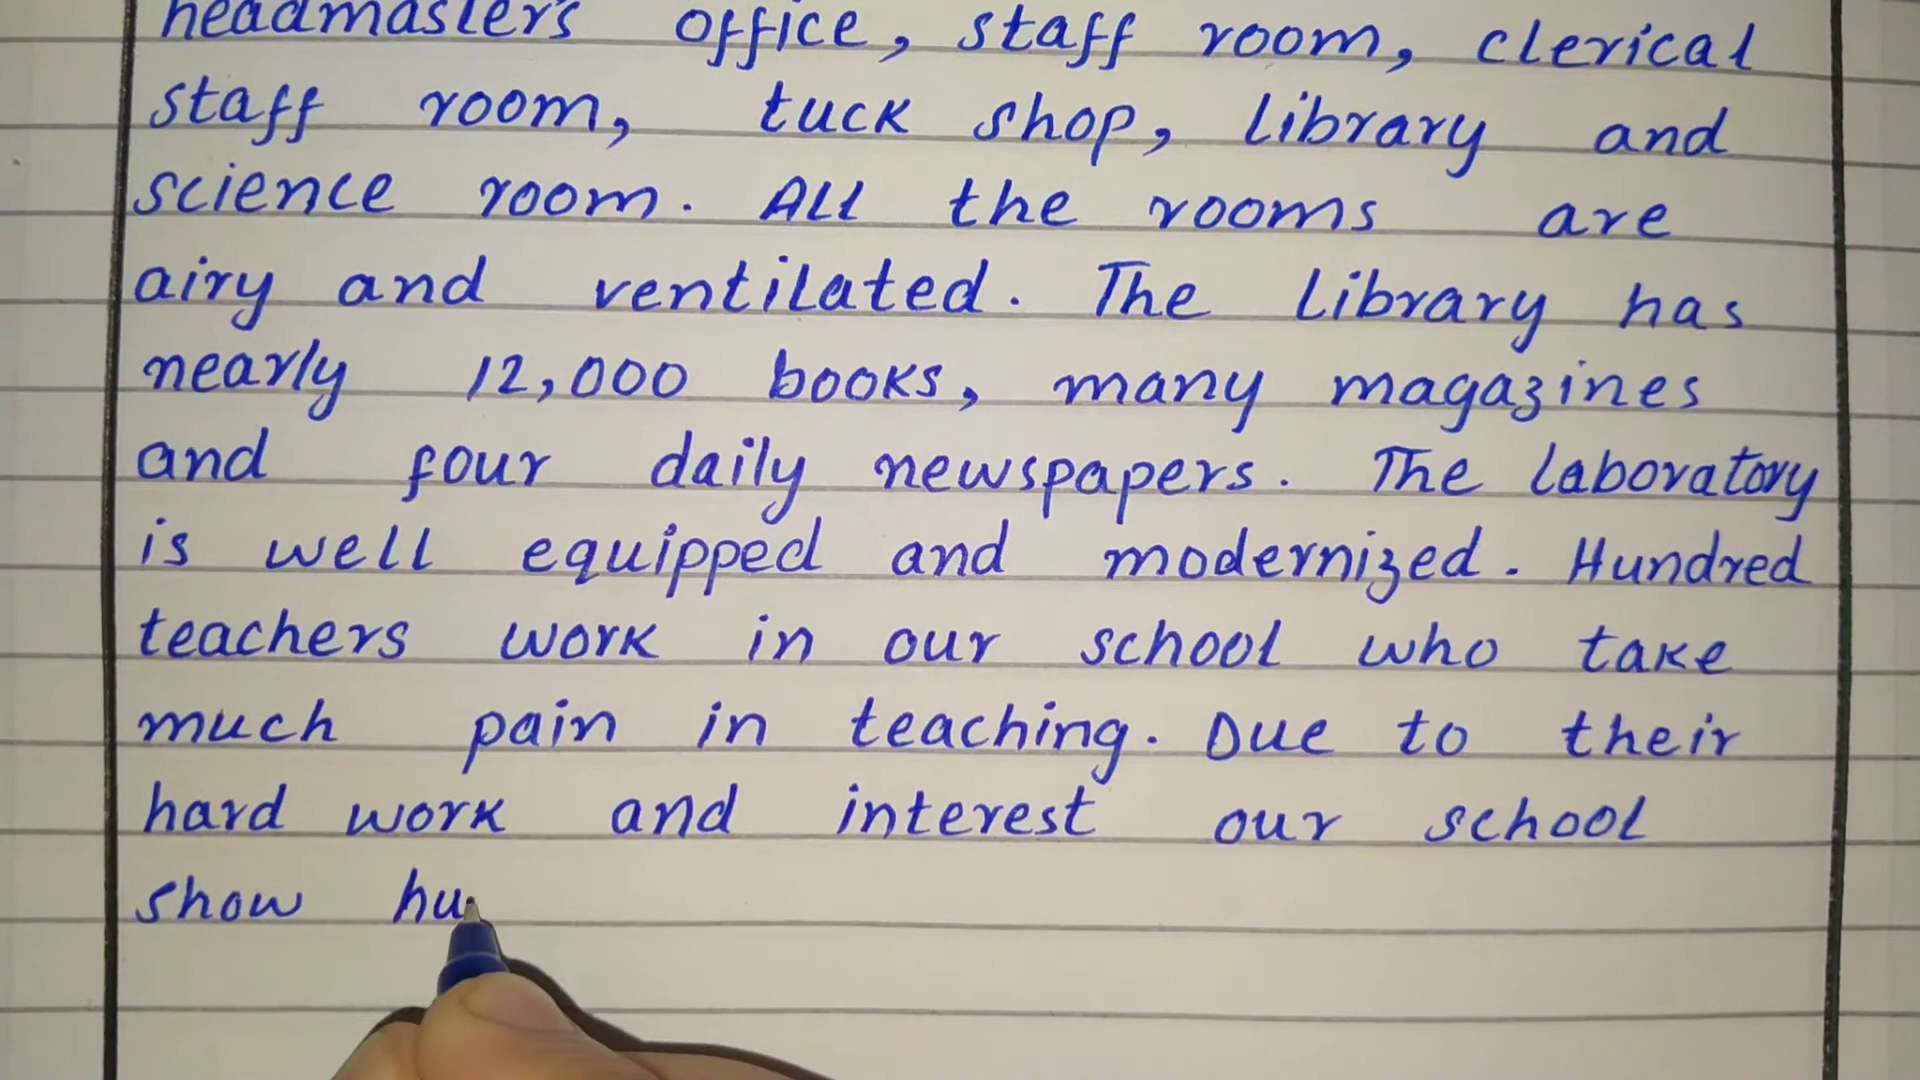 headmasters office, staff room, clerical
staff room, tuck shop, library and
science room. All the rooms are
airy and ventilated. The library has
nearly 12,000 books, many magazines
and four daily newspapers. The laboratory
is well equipped and modernized. Hundred
teachers work in our school who take
much pain in teaching. Due to their
hard work and interest our school
show hu